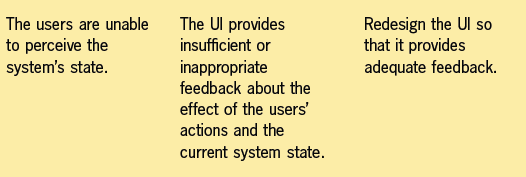 The users are unable
to perceive the
system's state.
The UI provides
insufficient or
inappropriate
feedback about the
effect of the users'
actions and the
current system state.
Redesign the UI so
that it provides
adequate feedback.